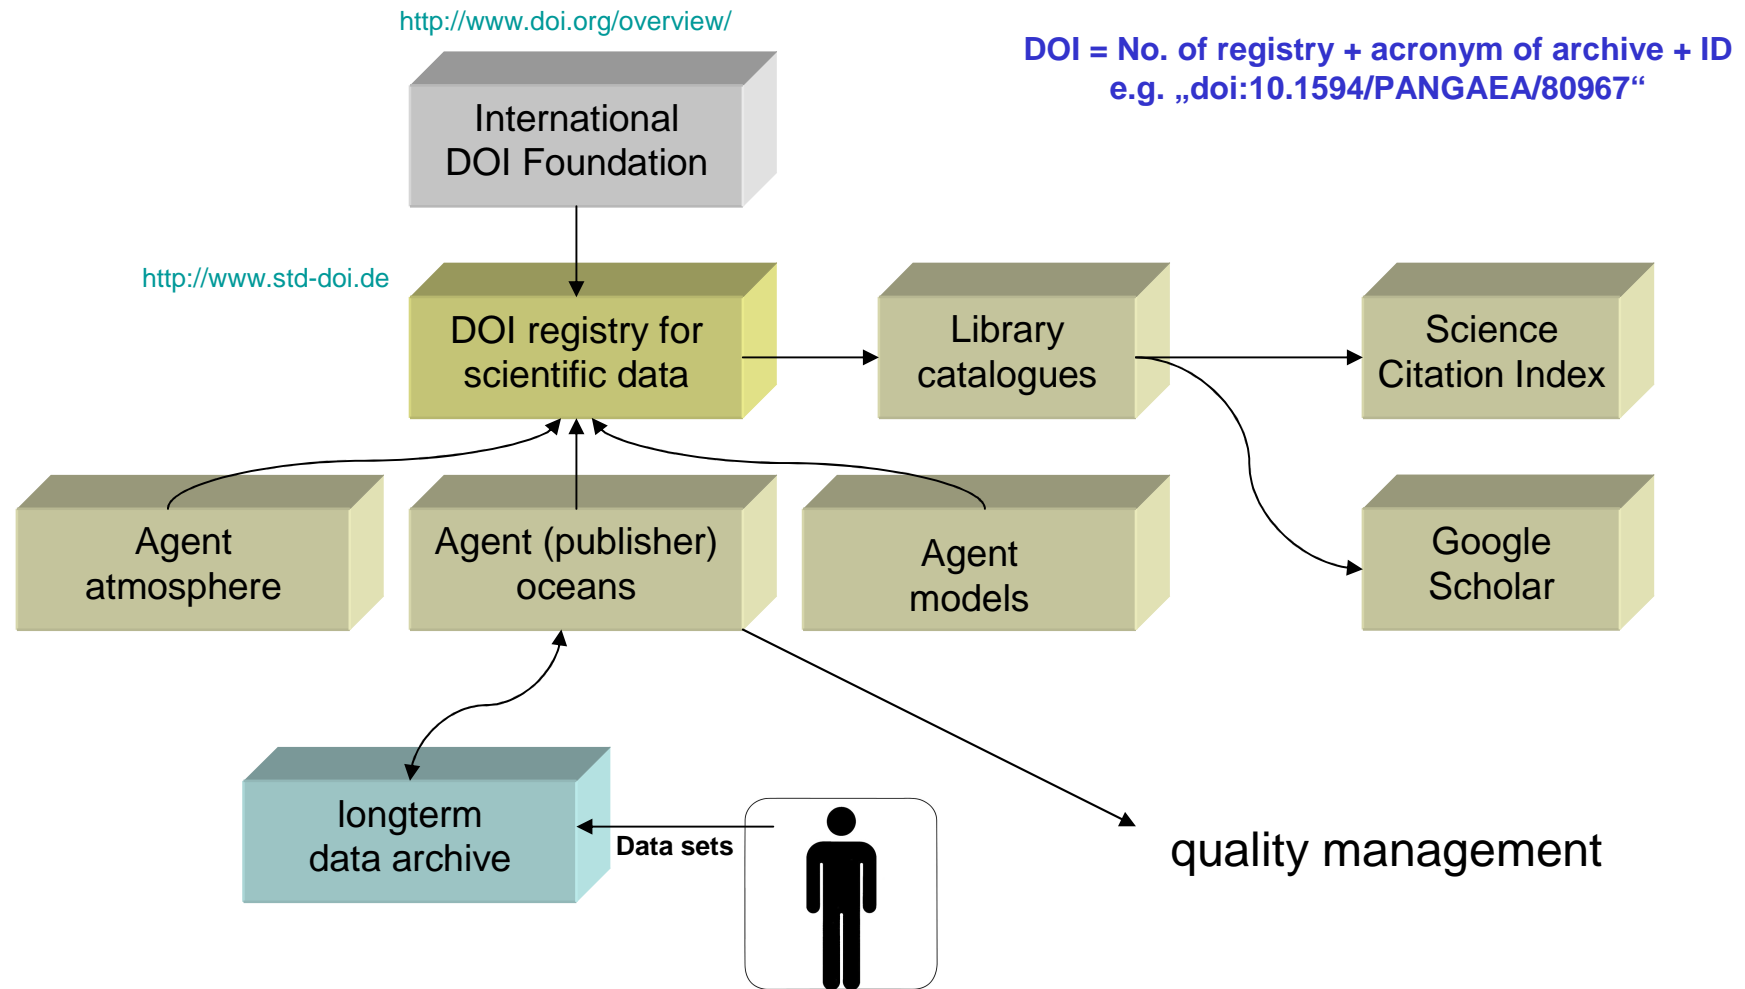 http://www.doi.org/overview/
DOI = No. of registry + acronym of archive + ID
e.g. „doi:10.1594/PANGAEA/80967“
International
DOI Foundation
http://www.std-doi.de
DOI registry for
scientific data
Library
catalogues
Science
Citation Index
Agent
atmosphere
Agent (publisher)
oceans
Agent
models
Google
Scholar
longterm
data archive
Data sets
quality management